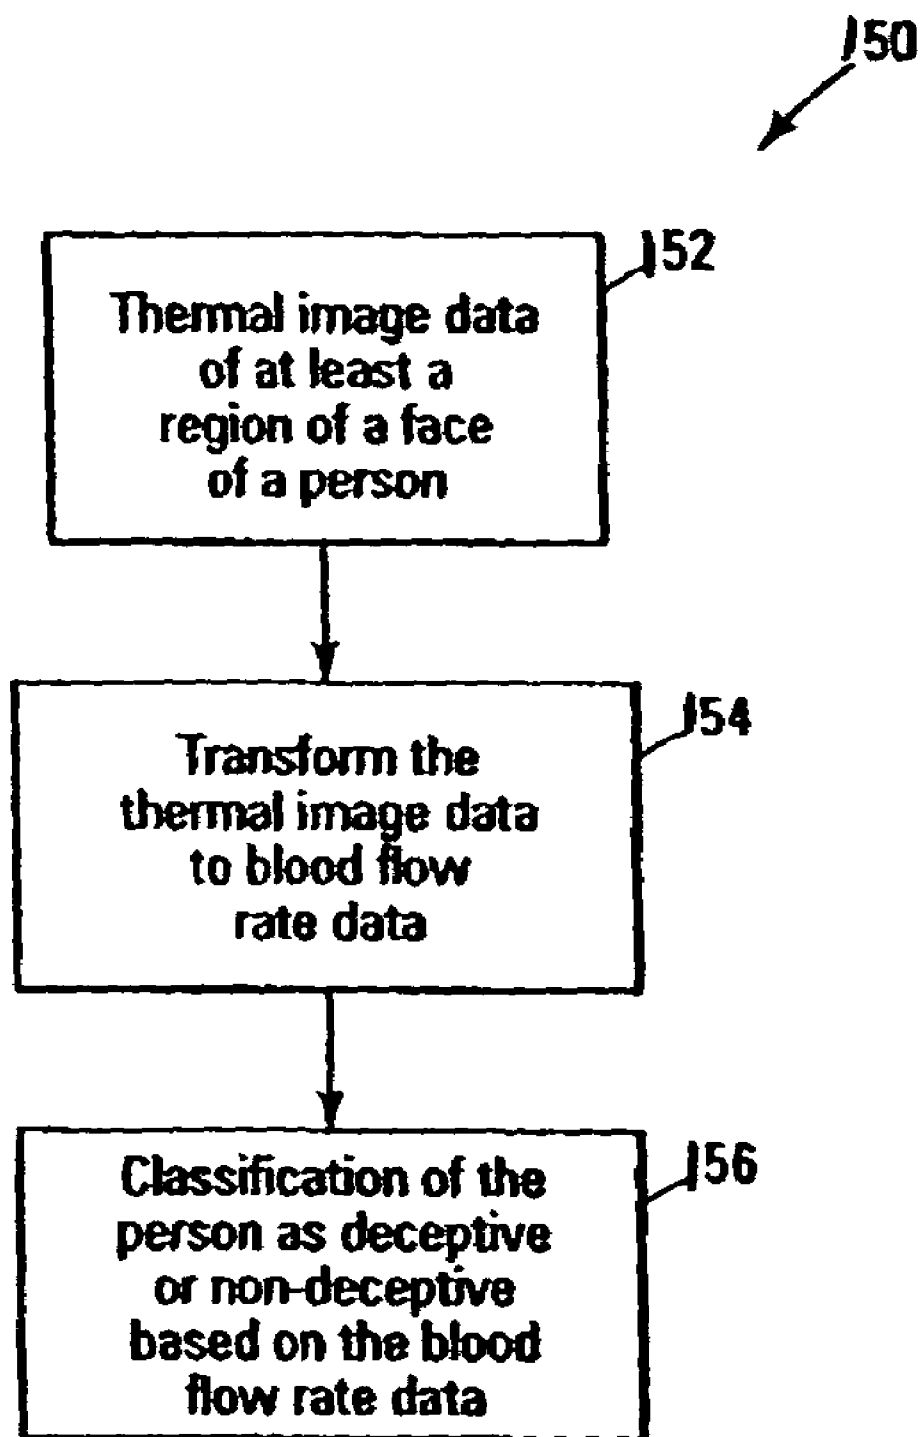 150
152
Thermal image data
of at least a
region of a face
of a person
154
Transform the
thermal image data
to blood flow
rate data
156
Classification of the
person as deceptive
or non-deceptive
based on the blood
flow rate data